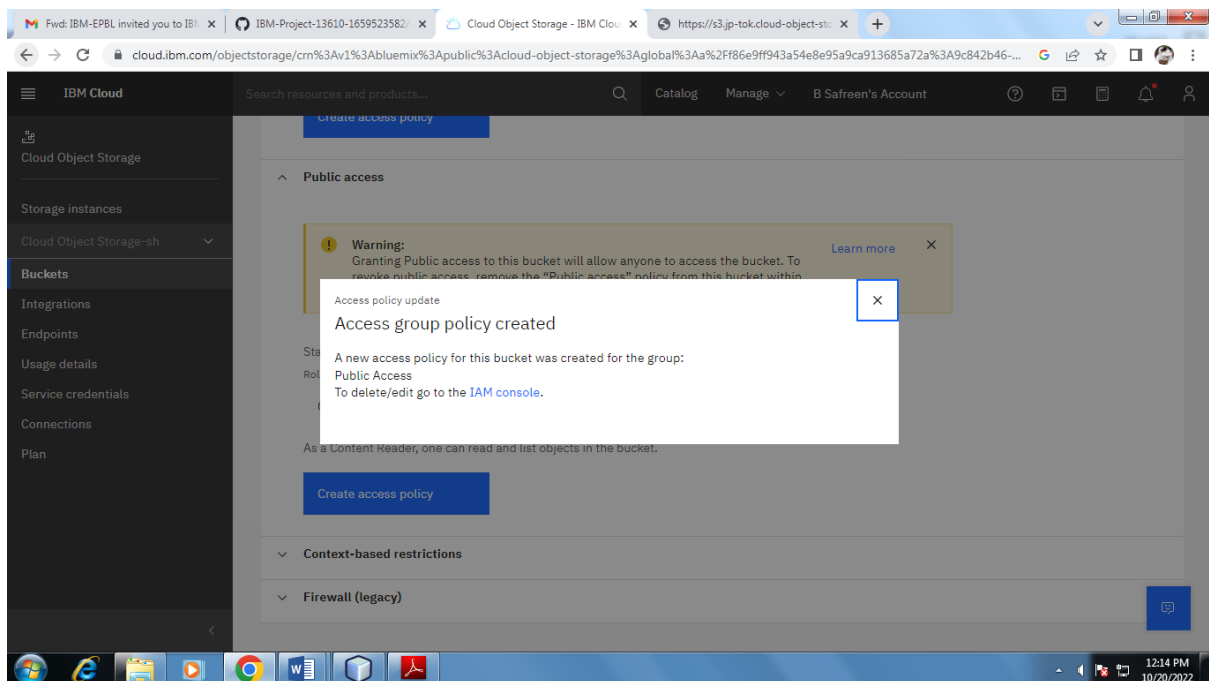 Fwd: IBM-EPBL invited you to IB
IBM-Project-13610-1659523582/
Cloud Object Storage - IBM Clou
https://s3.jp-tok.cloud-object-sto
cloud.ibm.com/objectstorage/crn%3Av1%3Abluemix%3Apublic%3Acloud-object-storage%3Aglobal%3Aa%2Ff86e9ff943a54e8e95a9ca913685a72a%3A9c842b46-...
IBM Cloud
Search resources and products...
Catalog
Manage
B Safreen's Account
Cloud Object Storage
Storage instances
Cloud Object Storage-sh
Buckets
Integrations
Endpoints
Usage details
Service credentials
Connections
Plan
Create access policy
Public access
Warning:
Granting Public access to this bucket will allow anyone to access the bucket. To
revoke public access, remove the “Public access” policy from this bucket within
Learn more
Access policy update
Access group policy created
A new access policy for this bucket was created for the group:
Public Access
To delete/edit go to the IAM console.
As a Content Reader, one can read and list objects in the bucket.
Create access policy
Context-based restrictions
Firewall (legacy)
12:14 PM
10/20/2022